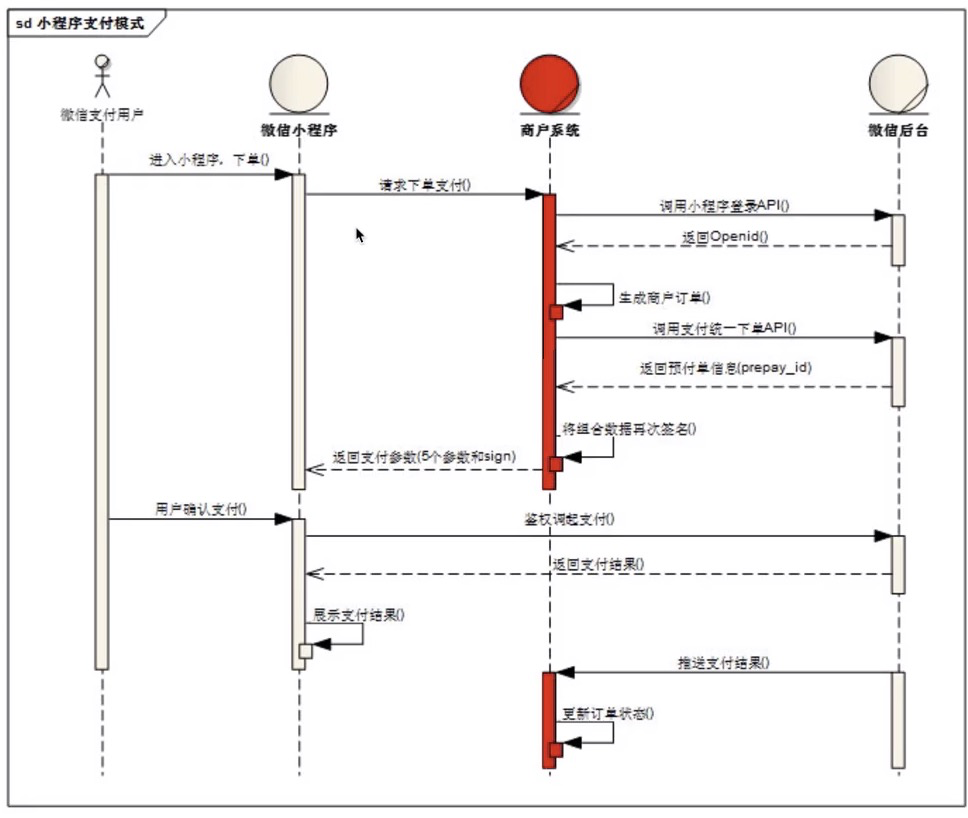 sd 小程序支付模式
微信支付用户
微信小程序
商户系统
微信后台
进入小程序，下单()
请求下单支付()
调用小程序登录API()
返回Openid()
生成商户订单()
调用支付统一下单API()
返回预付单信息(prepay_id)
将组合数据再次签名()
返回支付参数(5个参数和sign)
用户确认支付()
鉴权调起支付()
返回支付结果()
展示支付结果()
推送支付结果()
更新订单状态()